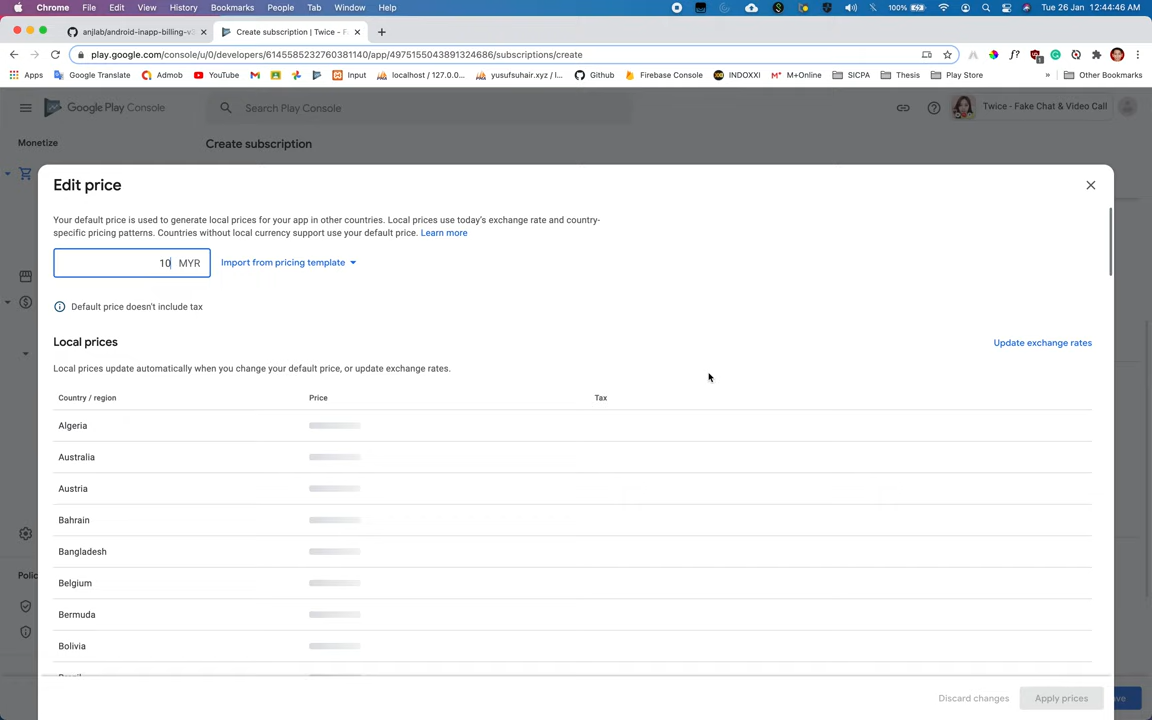 Chrome File Edit View History Bookmarks People Tab Window Help 100% Tue 26 Jan 12:44:46 AM
anjlab/android-inapp-billing-v3 Create subscription | Twice - F
play.google.com/console/u/0/developers/6145585232760381140/app/4975155043891324686/subscriptions/create
Apps Google Translate Admob YouTube Input localhost / 127.0.0... yusufsuhair.xyz / l... Github Firebase Console INDOXXI M+Online SICPA Thesis Play Store » Other Bookmarks
Google Play Console Search Play Console Twice - Fake Chat & Video Call
Monetize Create subscription
Edit price
Your default price is used to generate local prices for your app in other countries. Local prices use today's exchange rate and country-
specific pricing patterns. Countries without local currency support use your default price. Learn more
10 MYR Import from pricing template
Default price doesn't include tax
Local prices Update exchange rates
Local prices update automatically when you change your default price, or update exchange rates.
Country / region Price Tax
Algeria
Australia
Austria
Bahrain
Bangladesh
Belgium
Polic
Bermuda
Bolivia
Discard changes Apply prices